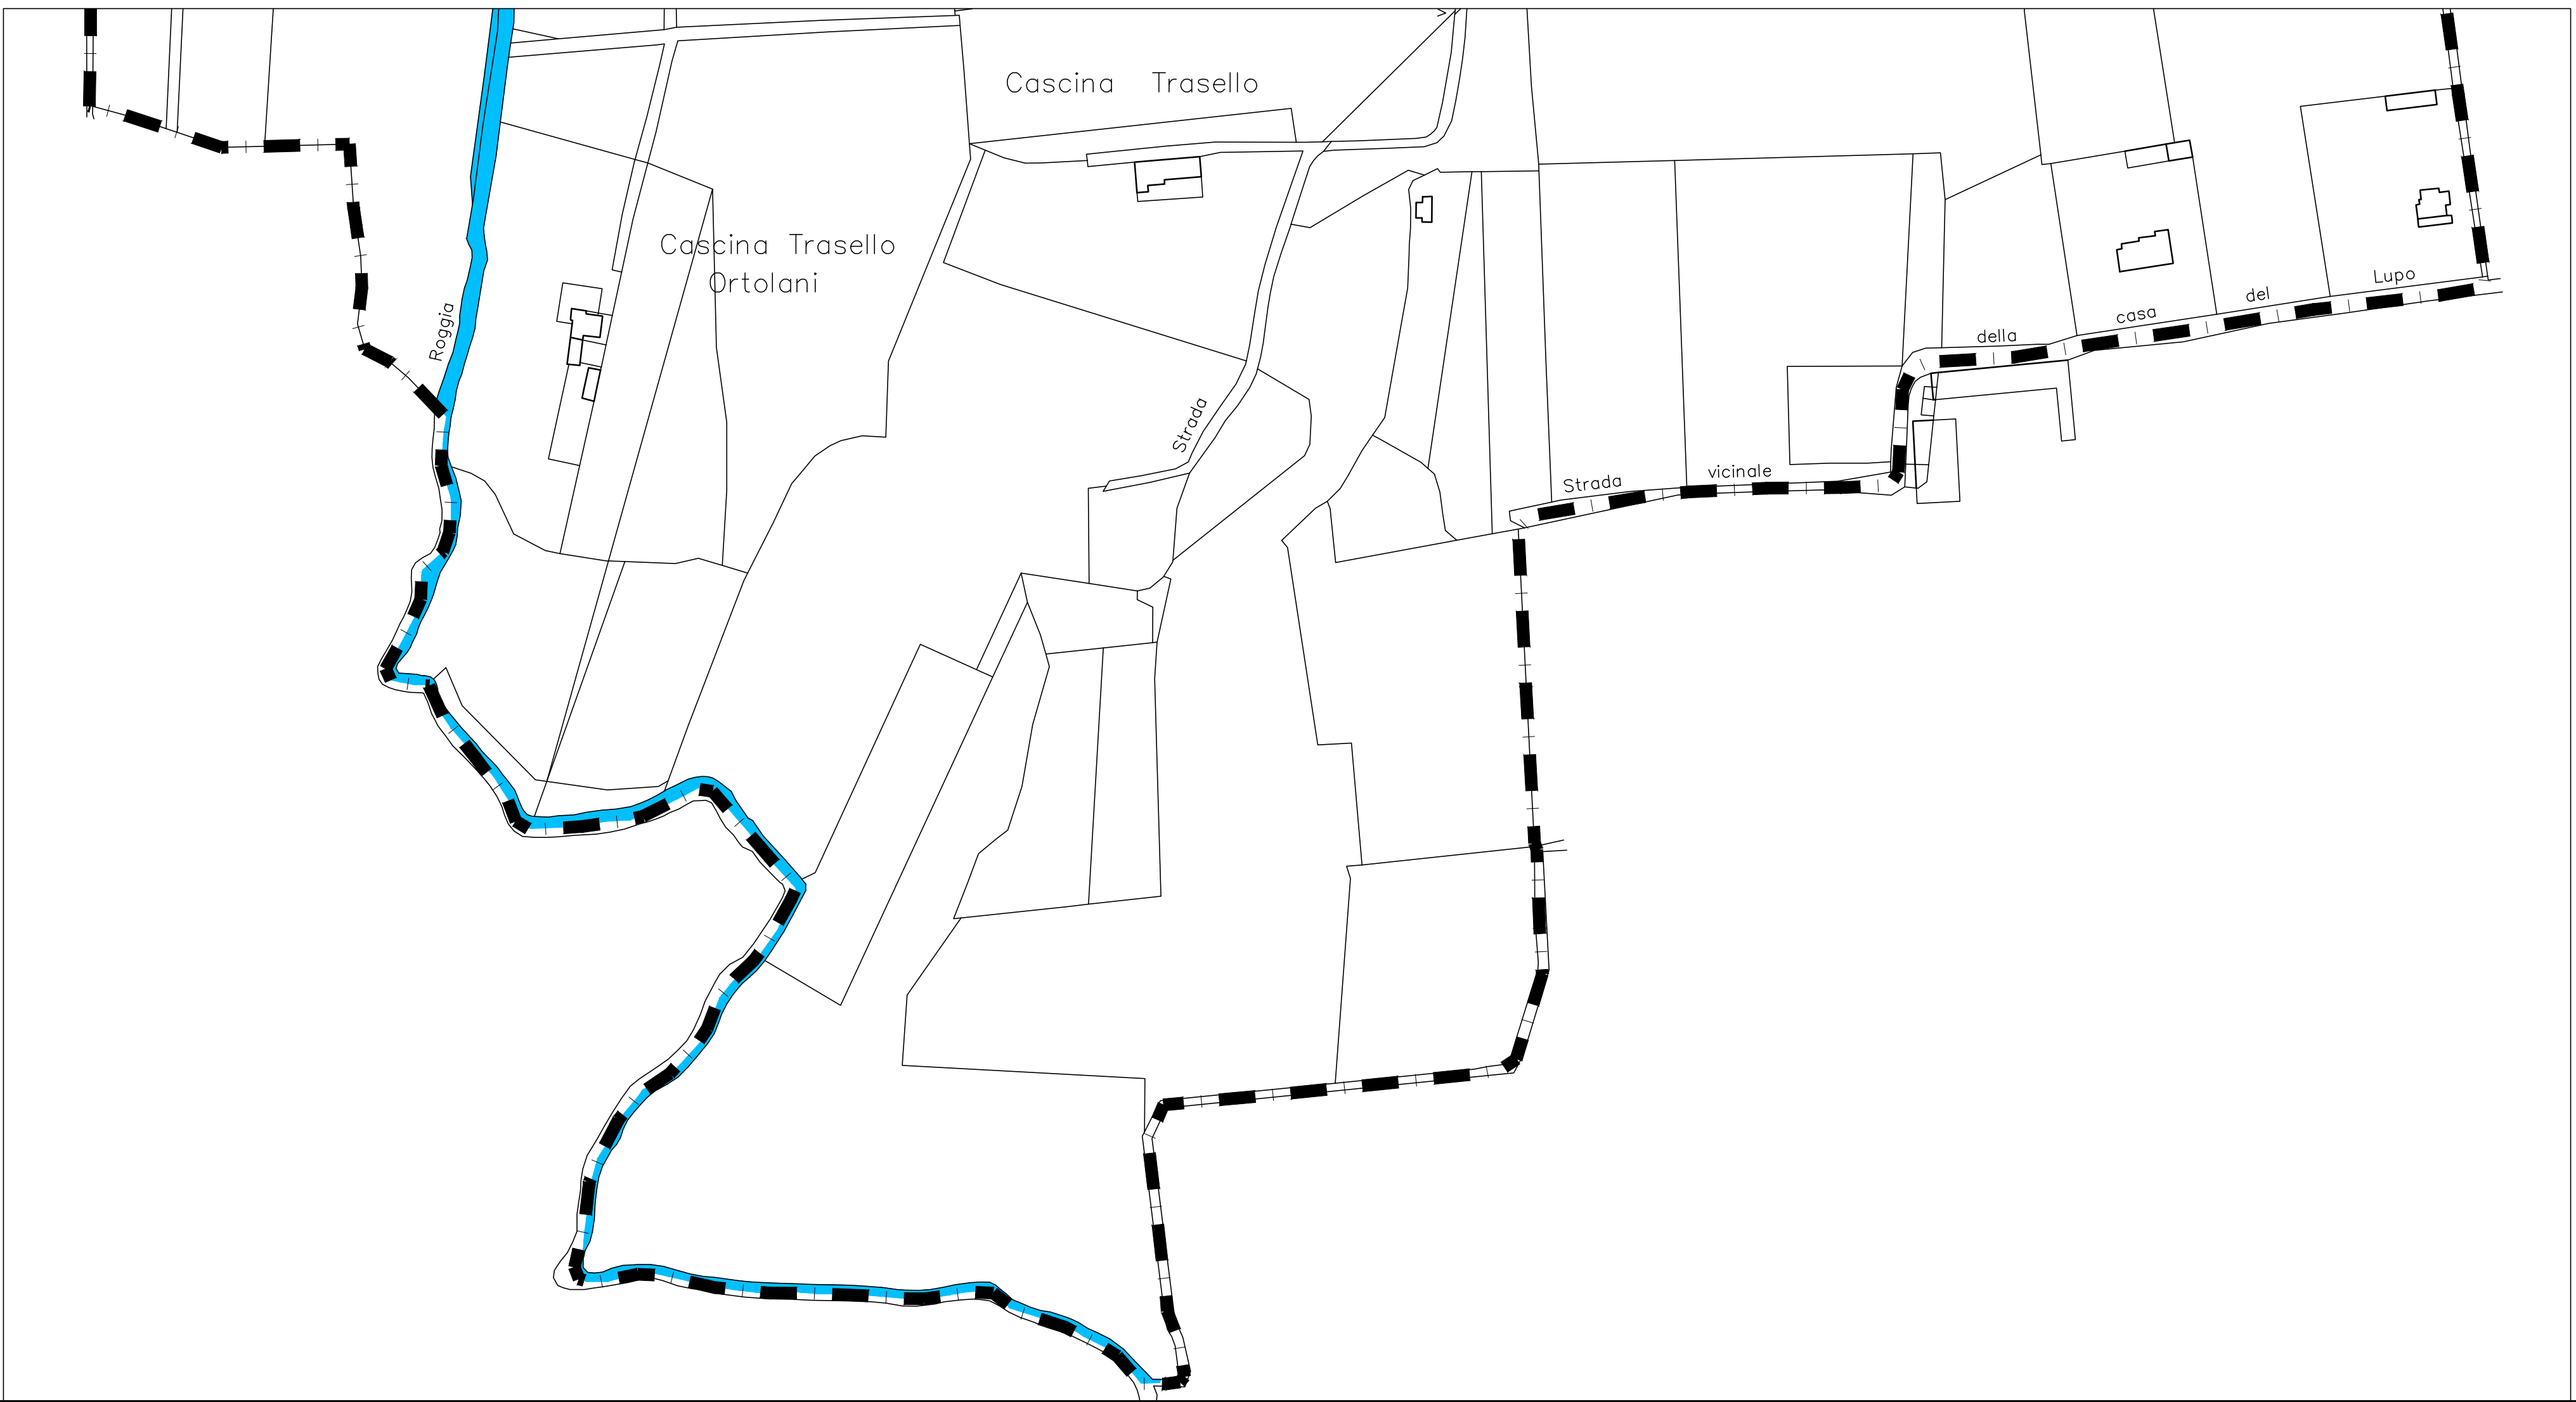 Cascina Trasello
Cascina Trasello
Ortolani
Roggia
Strada
Strada vicinale della casa del Lupo